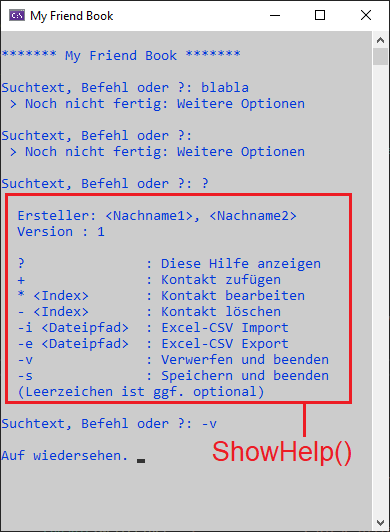 My Friend Book
******* My Friend Book *******
Suchtext, Befehl oder ?: blabla
> Noch nicht fertig: Weitere Optionen
Suchtext, Befehl oder ?:
> Noch nicht fertig: Weitere Optionen
Suchtext, Befehl oder ?: ?
Ersteller: <Nachname1>, <Nachname2>
Version : 1
? : Diese Hilfe anzeigen
+ : Kontakt zufügen
* <Index> : Kontakt bearbeiten
- <Index> : Kontakt löschen
-i <Dateipfad> : Excel-CSV Import
-e <Dateipfad> : Excel-CSV Export
-v : Verwerfen und beenden
-s : Speichern und beenden
(Leerzeichen ist ggf. optional)
Suchtext, Befehl oder ?: -v
Auf wiedersehen.
ShowHelp()